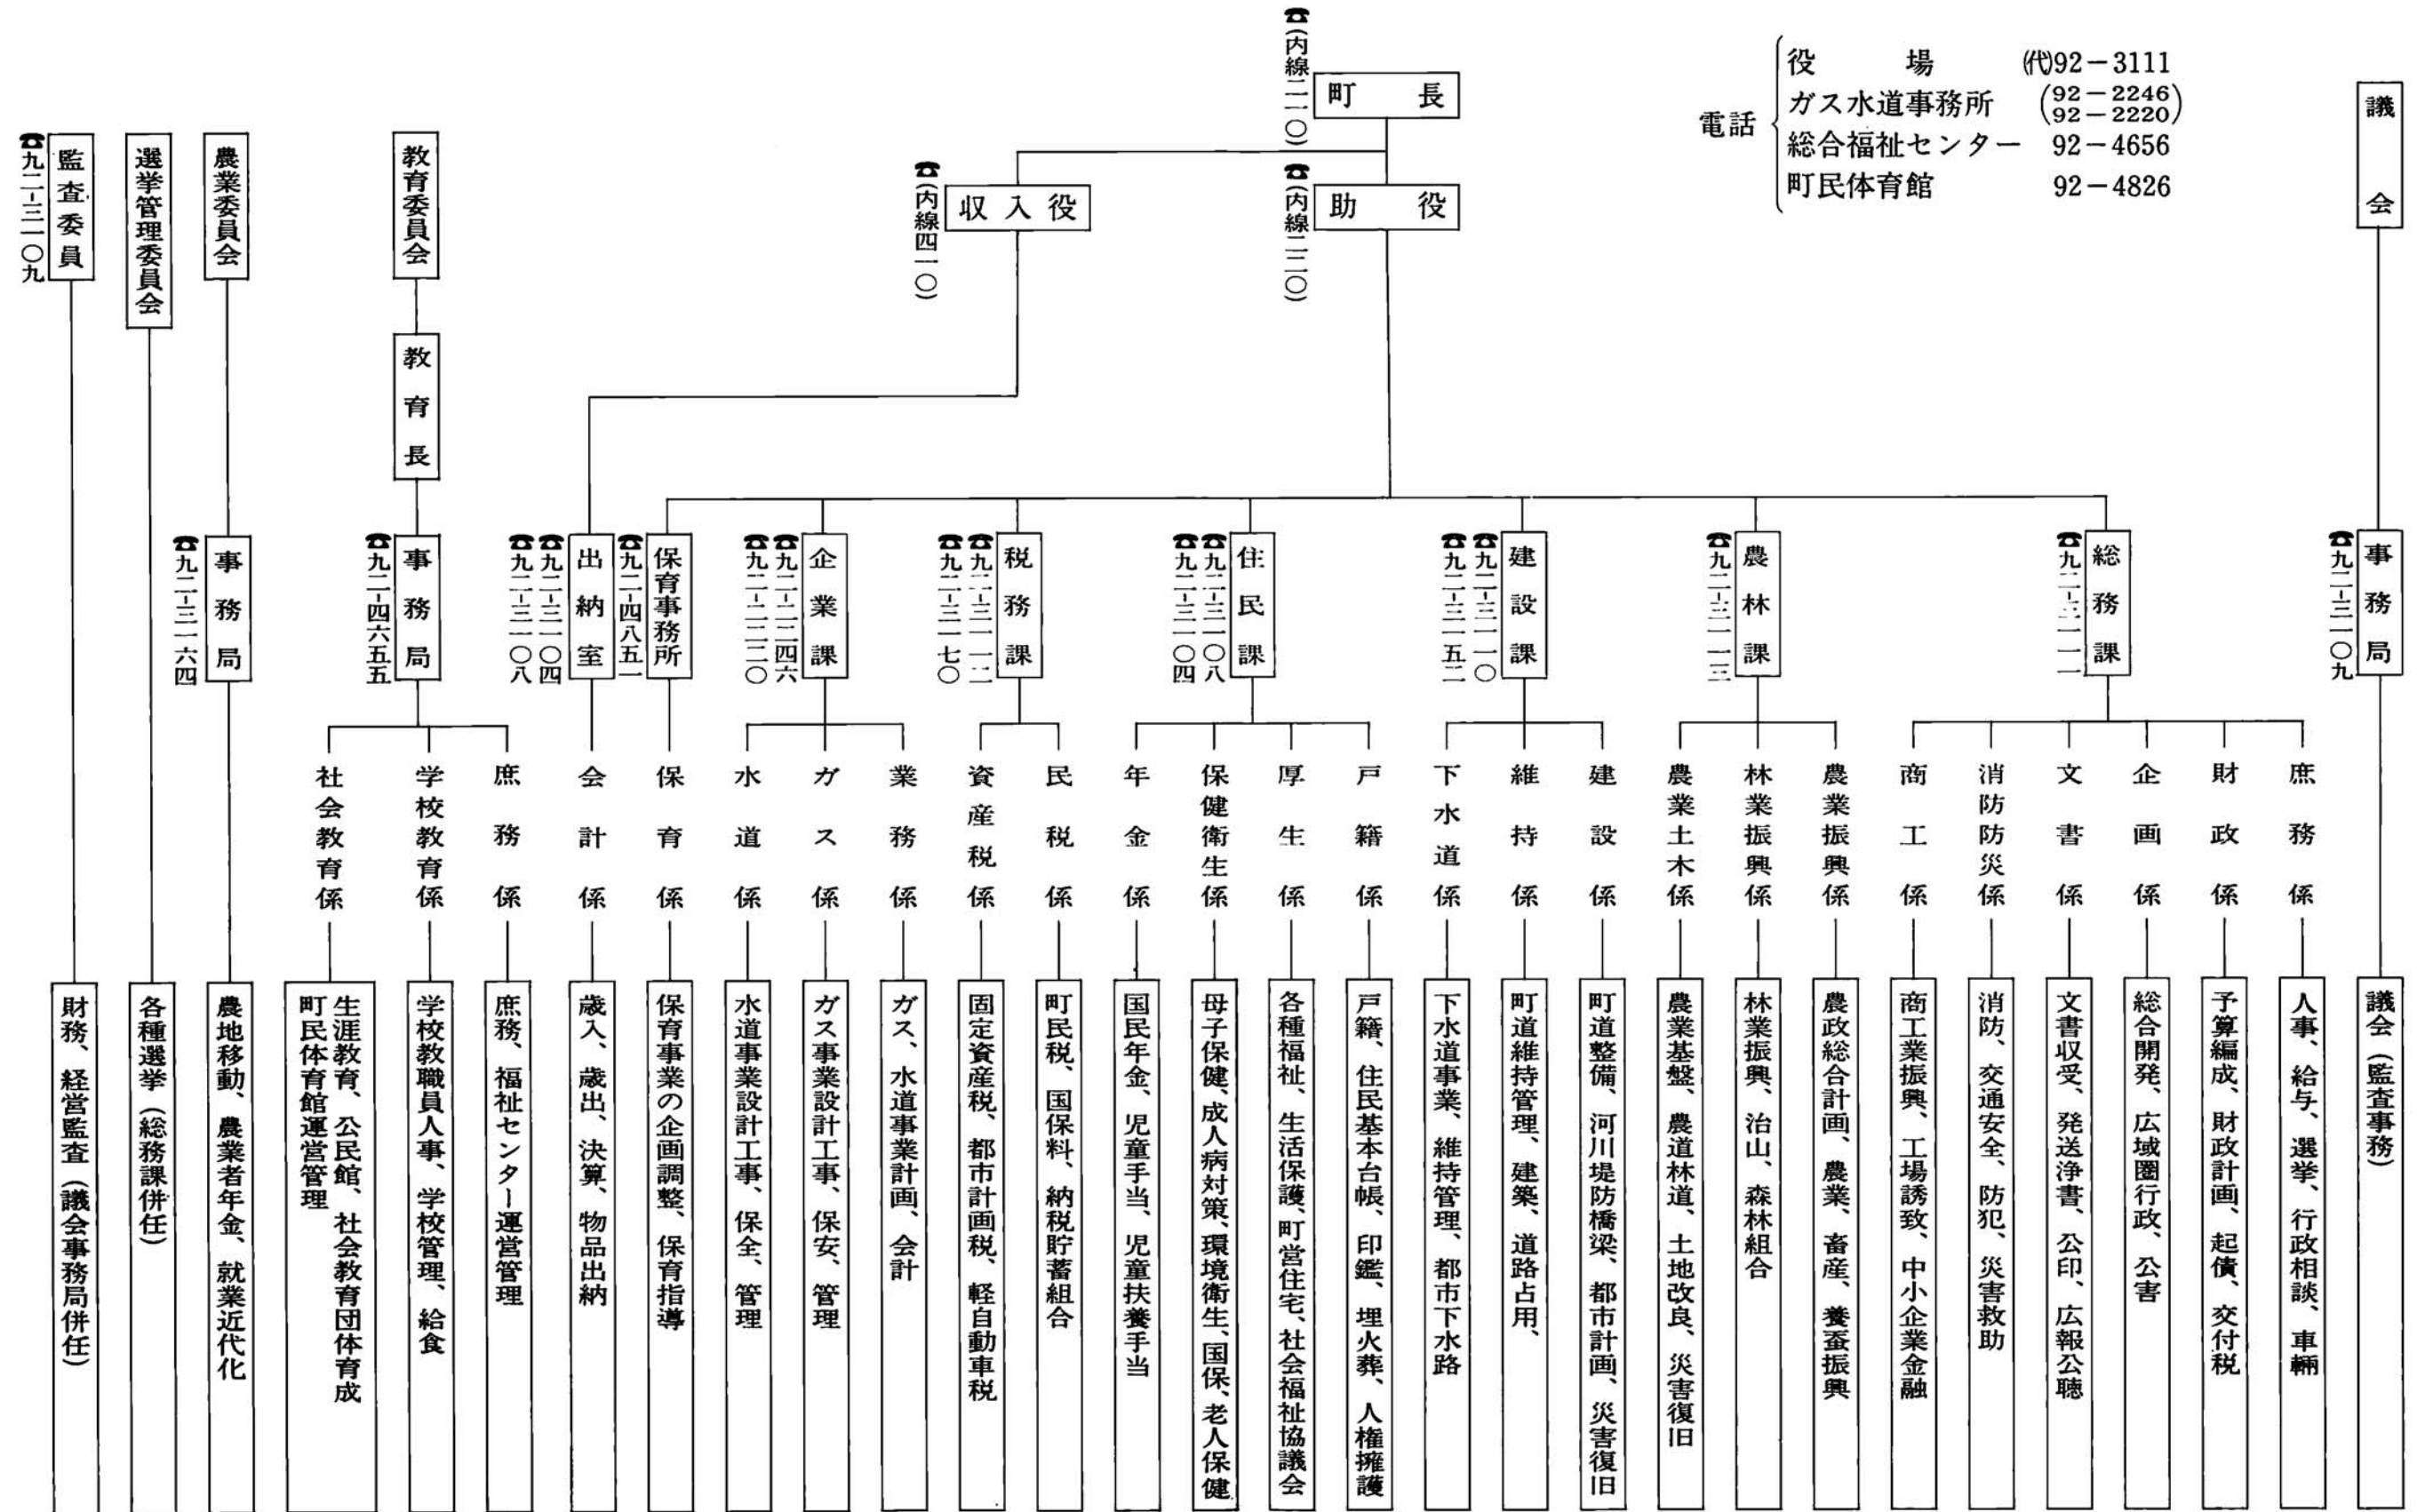 電話
役場 (代)92-3111
ガス水道事務所 (92-2246 92-2220)
総合福祉センター 92-4656
町民体育館 92-4826
議会
事務局
☎九二-三一〇九
議会(監査事務)
町長
☎(内線二一〇)
助役
☎(内線二二〇)
収入役
☎(内線四一〇)
総務課
☎九二-三一一一
庶務係
人事、給与、選挙、行政相談、車輛
財政係
予算編成、財政計画、起債、交付税
企画係
総合開発、広域圏行政、公害
文書係
文書収受、発送浄書、公印、広報公聴
消防防災係
消防、交通安全、防犯、災害救助
商工係
商工業振興、工場誘致、中小企業金融
農林課
☎九二-三一一三
農業振興係
農政総合計画、農業、畜産、養蚕振興
林業振興係
林業振興、治山、森林組合
農業土木係
農業基盤、農道林道、土地改良、災害復旧
建設課
☎九二-三一一〇
☎九二-三一五二
建設係
町道整備、河川堤防橋梁、都市計画、災害復旧
維持係
町道維持管理、建築、道路占用、
下水道係
下水道事業、維持管理、都市下水路
住民課
☎九二-三一〇八
☎九二-三一〇四
戸籍係
戸籍、住民基本台帳、印鑑、埋火葬、人権擁護
厚生係
各種福祉、生活保護、町営住宅、社会福祉協議会
保健衛生係
母子保健、成人病対策、環境衛生、国保、老人保健
年金係
国民年金、児童手当、児童扶養手当
税務課
☎九二-三一一二
☎九二-三一七〇
民税係
町民税、国保料、納税貯蓄組合
資産税係
固定資産税、都市計画税、軽自動車税
企業課
☎九二-二二四六
☎九二-二二二〇
業務係
ガス、水道事業計画、会計
ガス係
ガス事業設計工事、保安、管理
水道係
水道事業設計工事、保全、管理
保育事務所
☎九二-四八五一
保育係
保育事業の企画調整、保育指導
出納室
☎九二-三一〇四
☎九二-三一〇八
会計係
歳入、歳出、決算、物品出納
教育委員会
教育長
事務局
☎九二-四六五五
庶務係
庶務、福祉センター運営管理
学校教育係
学校教職員人事、学校管理、給食
社会教育係
生涯教育、公民館、社会教育団体育成
町民体育館運営管理
農業委員会
事務局
☎九二-三一六四
農地移動、農業者年金、就業近代化
選挙管理委員会
各種選挙(総務課併任)
監査委員
☎九二-三一〇九
財務、経営監査(議会事務局併任)